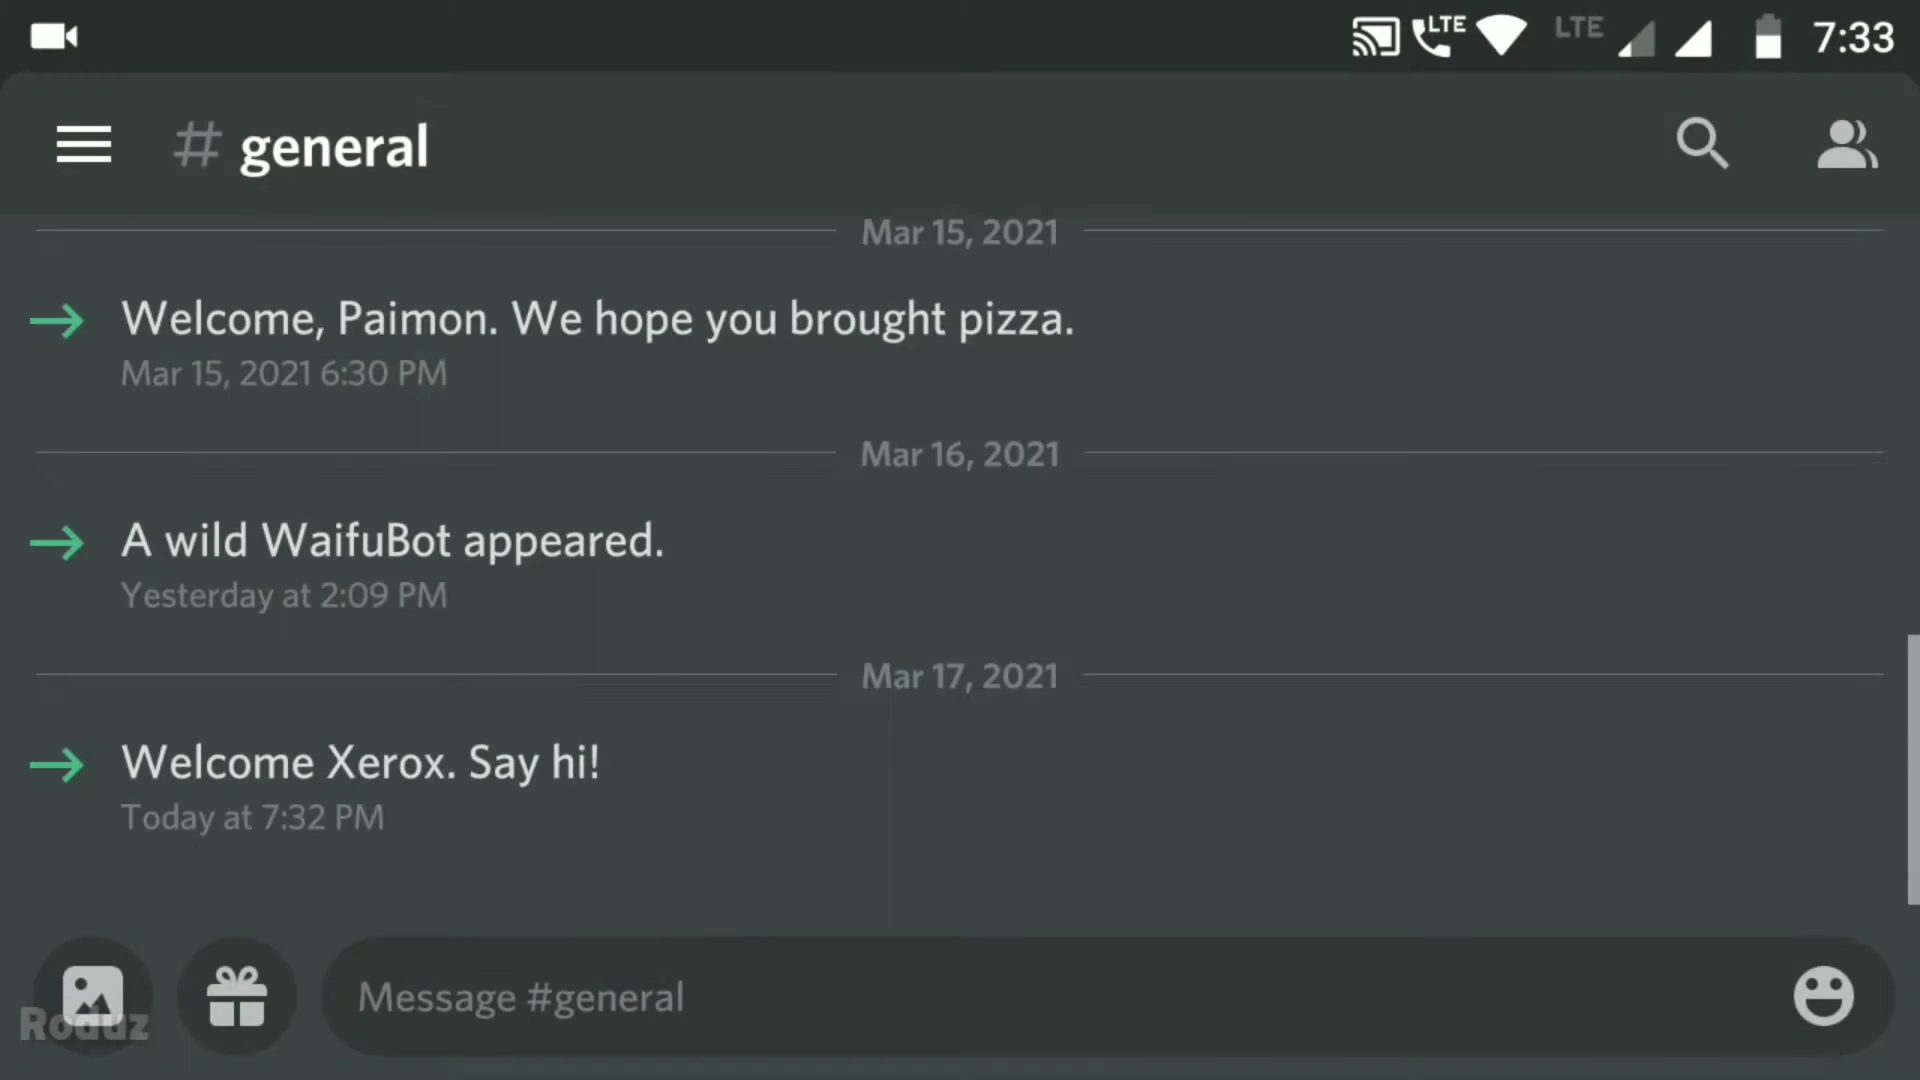 LTE LTE 7:33
# general
Mar 15, 2021
Welcome, Paimon. We hope you brought pizza.
Mar 15, 2021 6:30 PM
Mar 16, 2021
A wild WaifuBot appeared.
Yesterday at 2:09 PM
Mar 17, 2021
Welcome Xerox. Say hi!
Today at 7:32 PM
Message #general
Roduz